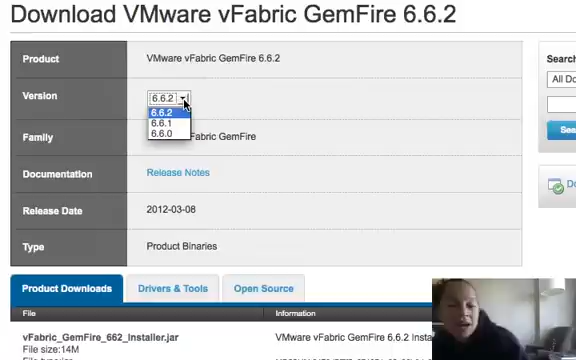 Download VMware vFabric GemFire 6.6.2
Product VMware vFabric GemFire 6.6.2
Search
All Do
Version 6.6.2
6.6.2
6.6.1
6.6.0
Family Fabric GemFire
Documentation Release Notes
Release Date 2012-03-08
Type Product Binaries
Product Downloads Drivers & Tools Open Source
File Information
vFabric_GemFire_662_Installer.jar VMware vFabric GemFire 6.6.2 Insta
File size:14M